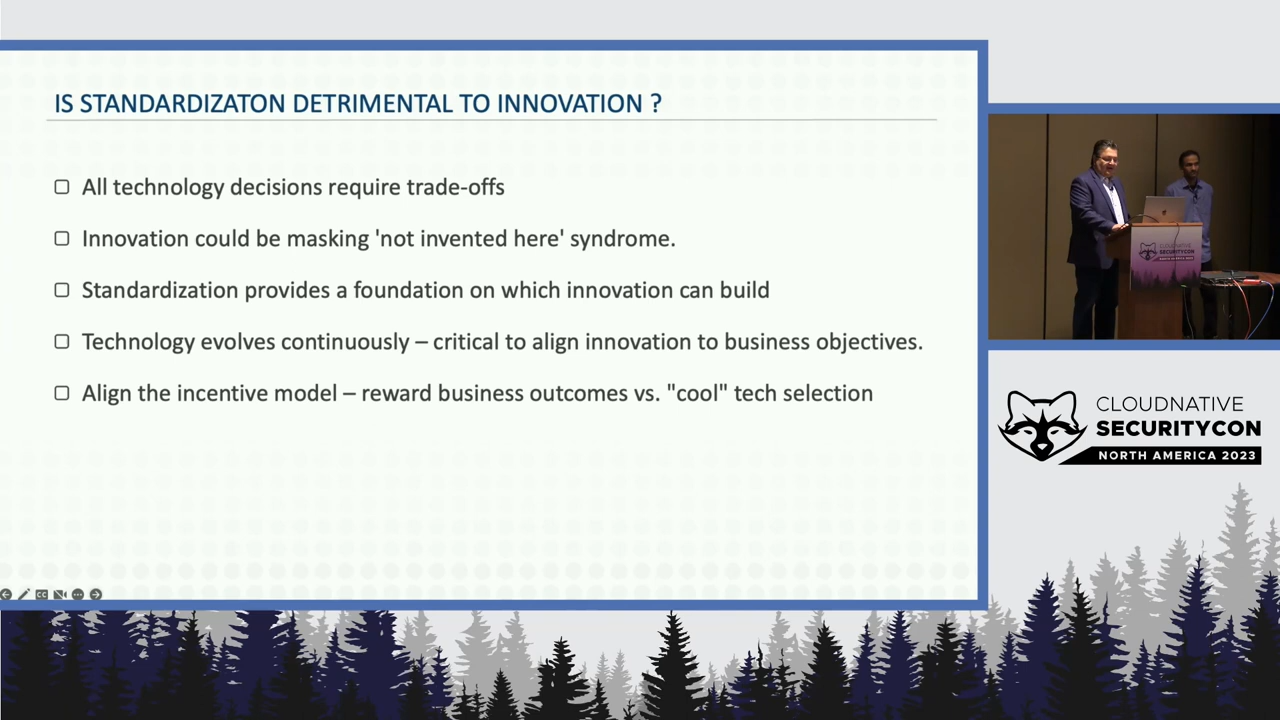 IS STANDARDIZATON DETRIMENTAL TO INNOVATION ?
☐ All technology decisions require trade-offs
☐ Innovation could be masking 'not invented here' syndrome.
☐ Standardization provides a foundation on which innovation can build
☐ Technology evolves continuously – critical to align innovation to business objectives.
☐ Align the incentive model – reward business outcomes vs. "cool" tech selection
CLOUDNATIVE
SECURITYCON
CLOUDNATIVE
SECURITYCON
NORTH AMERICA 2023